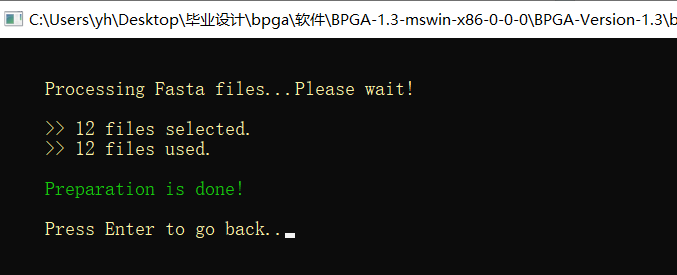 C:\Users\yh\Desktop\毕业设计\bpga\软件\BPGA-1.3-mswin-x86-0-0-0\BPGA-Version-1.3\b
Processing Fasta files...Please wait!
>> 12 files selected.
>> 12 files used.
Preparation is done!
Press Enter to go back..